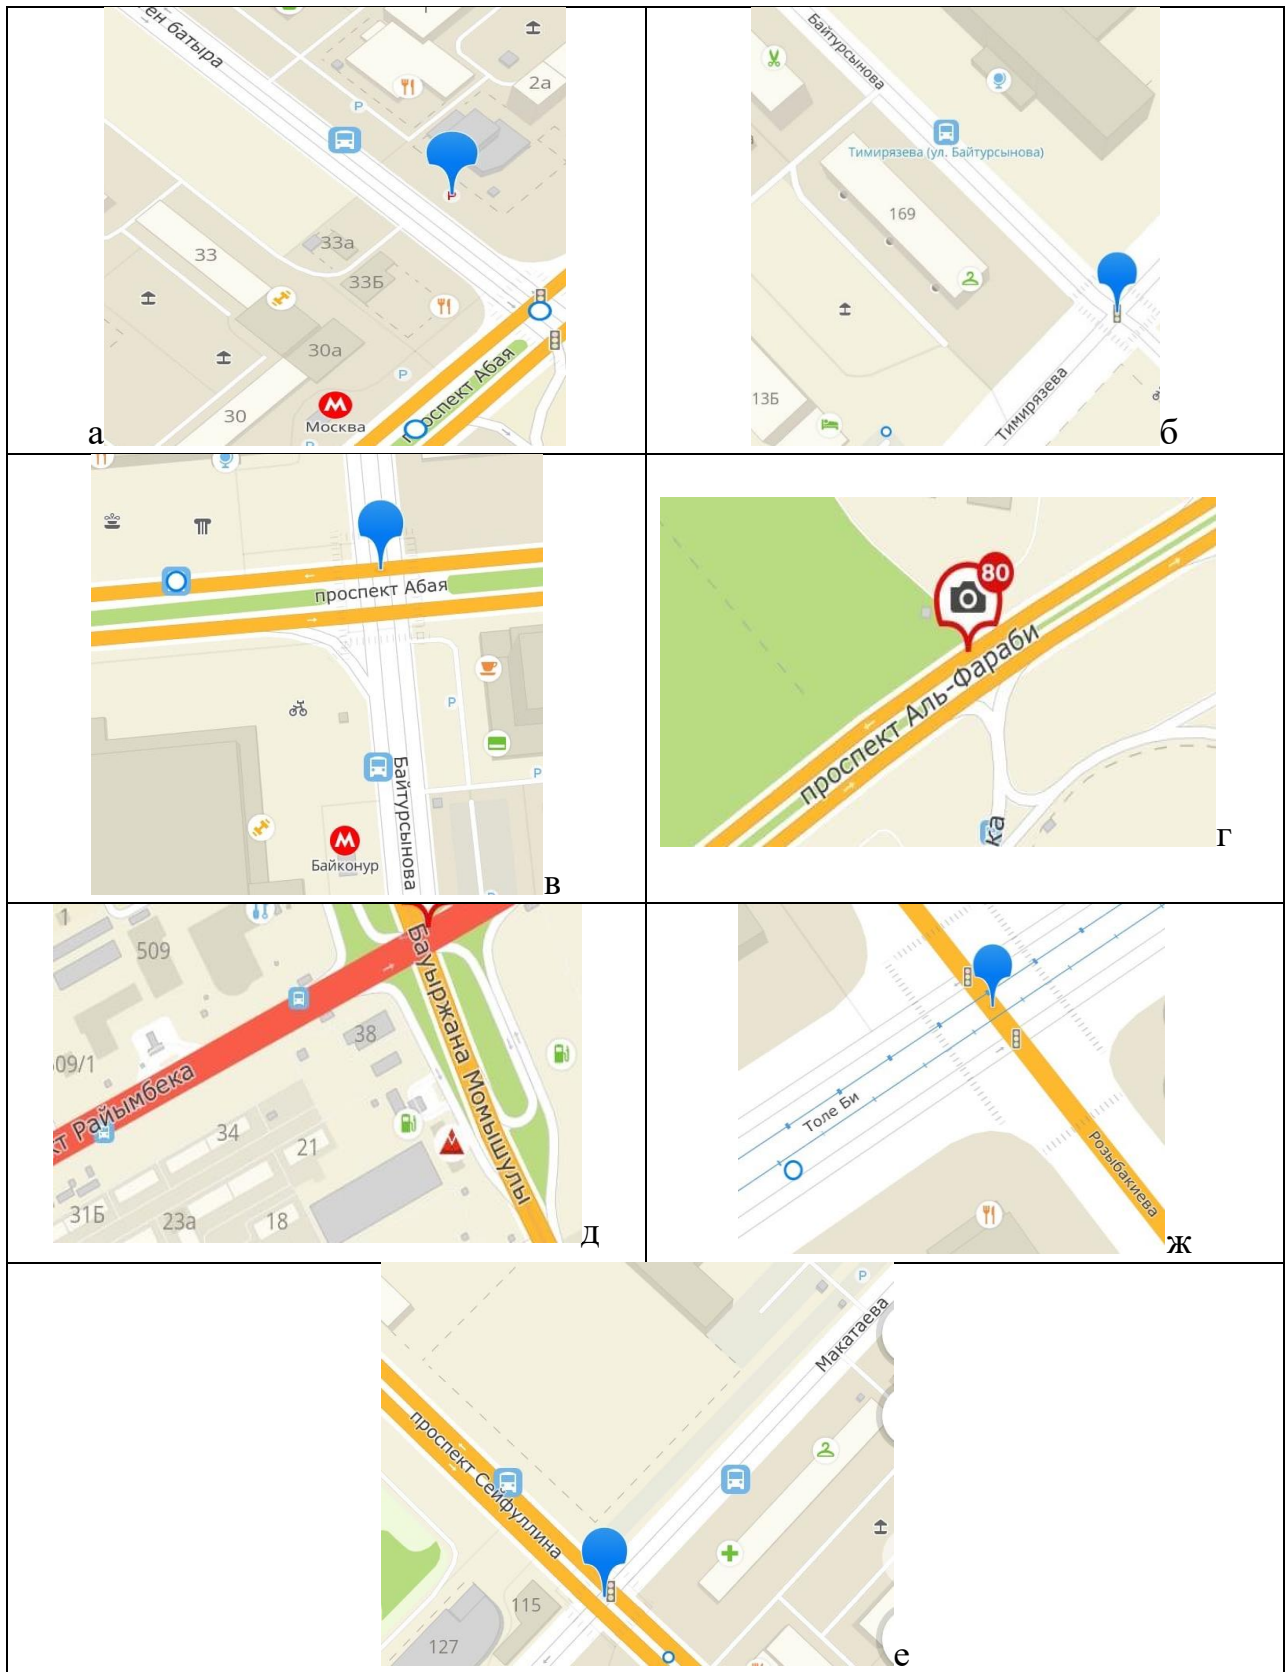 ен батыра
P
2а
P
33
33а
33Б
30а
P
проспект Абая
30
Москва
P
а
Байтурсынова
Тимирязева (ул. Байтурсынова)
169
13Б
Тимирязева
б
проспект Абая
P
P
Байтурсынова
Байконур
в
80
проспект Аль-Фараби
ка
г
1
509
09/1
38
кт Райымбека
Бауыржана Момышулы
34
21
31Б
23а
18
д
Толе Би
Розыбакиева
ж
P
Макатаева
проспект Сейфуллина
115
127
е